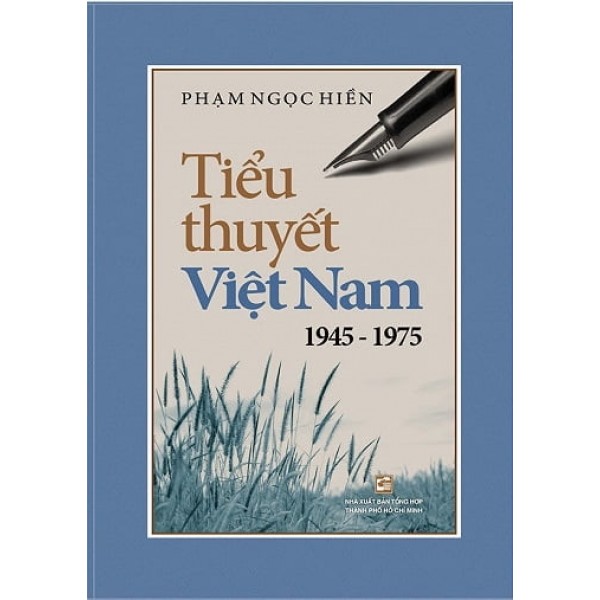 PHẠM NGỌC HIỀN
Tiểu
thuyết
Việt Nam
1945 - 1975
NHÀ XUẤT BẢN TỔNG HỢP
THÀNH PHỐ HỒ CHÍ MINH